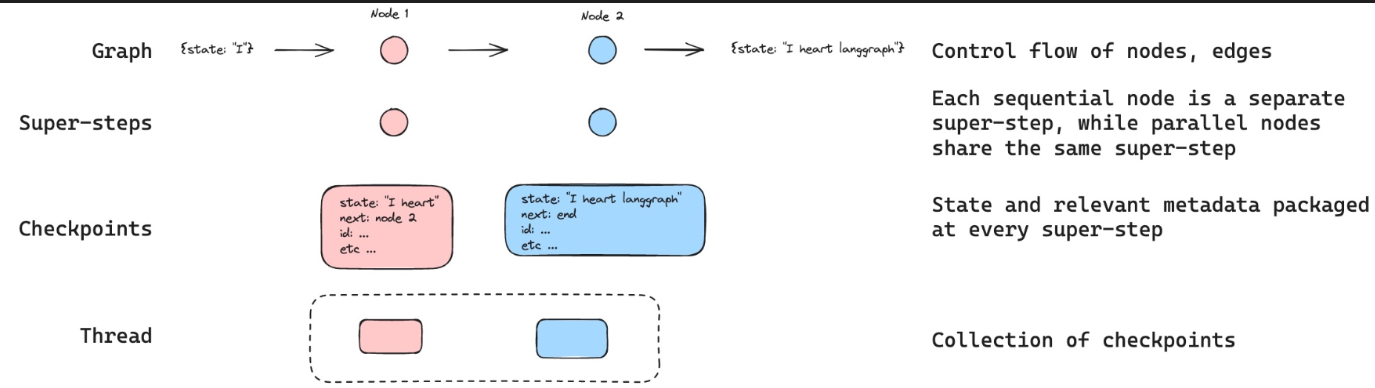 Node 1
Node 2
Graph
{state: "I"}
{state: "I heart langgraph"}
Control flow of nodes, edges
Super-steps
Each sequential node is a separate
super-step, while parallel nodes
share the same super-step
Checkpoints
state: "I heart"
next: node 2
id: ...
etc ...
state: "I heart langgraph"
next: end
id: ...
etc ...
State and relevant metadata packaged
at every super-step
Thread
Collection of checkpoints